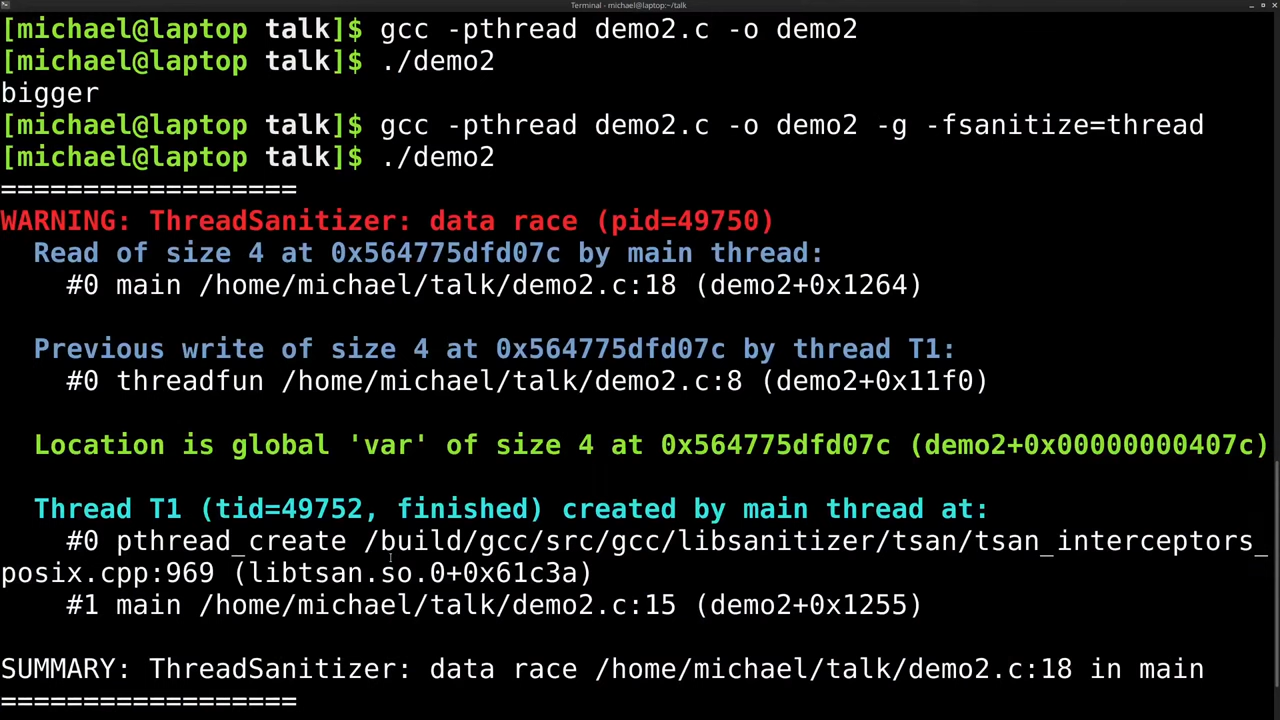 Terminal - michael@laptop:~/talk
[michael@laptop talk]$ gcc -pthread demo2.c -o demo2
[michael@laptop talk]$ ./demo2
bigger
[michael@laptop talk]$ gcc -pthread demo2.c -o demo2 -g -fsanitize=thread
[michael@laptop talk]$ ./demo2
==================
WARNING: ThreadSanitizer: data race (pid=49750)
  Read of size 4 at 0x564775dfd07c by main thread:
    #0 main /home/michael/talk/demo2.c:18 (demo2+0x1264)

  Previous write of size 4 at 0x564775dfd07c by thread T1:
    #0 threadfun /home/michael/talk/demo2.c:8 (demo2+0x11f0)

  Location is global 'var' of size 4 at 0x564775dfd07c (demo2+0x00000000407c)

  Thread T1 (tid=49752, finished) created by main thread at:
    #0 pthread_create /build/gcc/src/gcc/libsanitizer/tsan/tsan_interceptors_
posix.cpp:969 (libtsan.so.0+0x61c3a)
    #1 main /home/michael/talk/demo2.c:15 (demo2+0x1255)

SUMMARY: ThreadSanitizer: data race /home/michael/talk/demo2.c:18 in main
==================